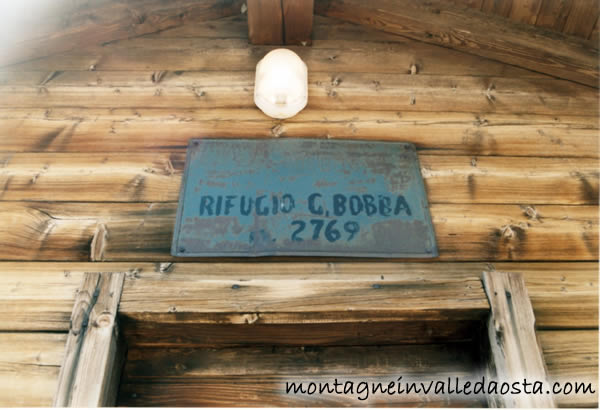 RIFUGIO G. BOBBA
m. 2769
montagneinvalledaosta.com